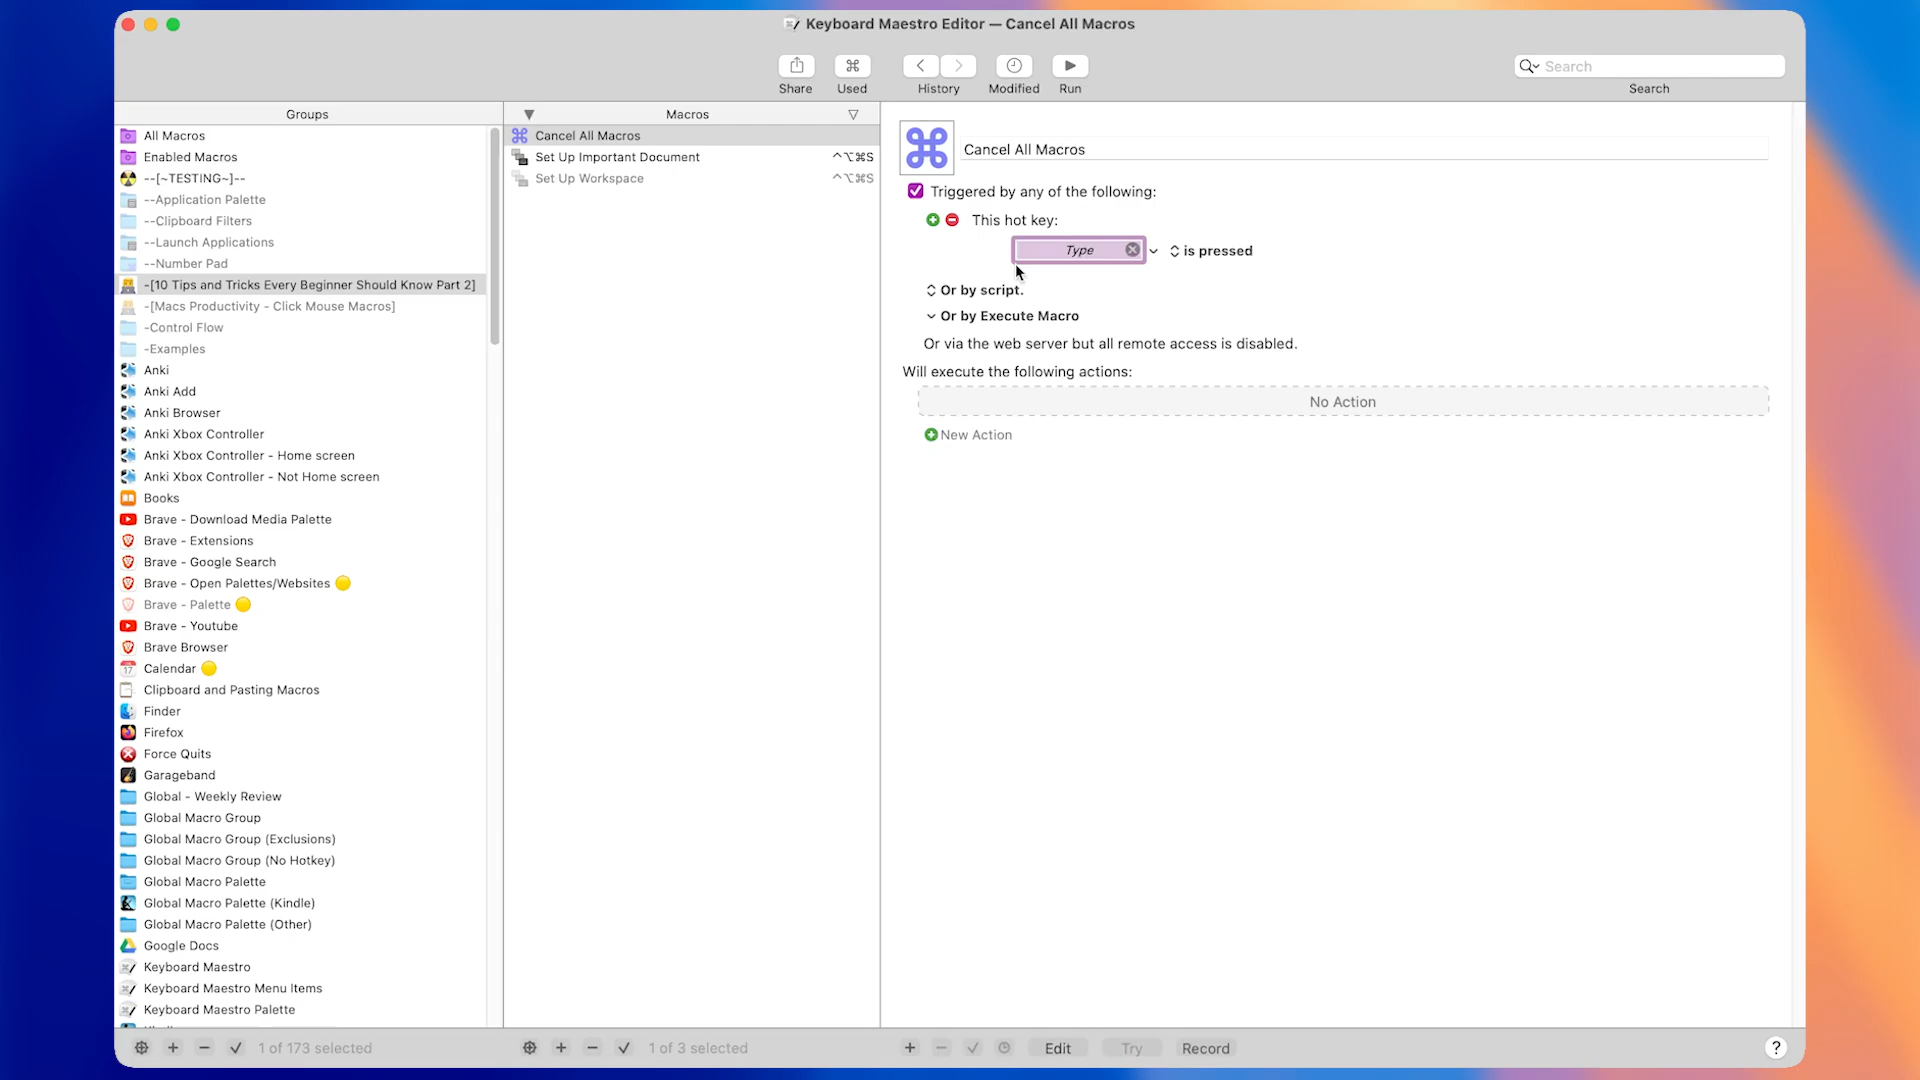 Keyboard Maestro Editor — Cancel All Macros
Share
Used
History
Modified
Run
Search
Search
Groups
All Macros
Enabled Macros
--[~TESTING~]--
--Application Palette
--Clipboard Filters
--Launch Applications
--Number Pad
-[10 Tips and Tricks Every Beginner Should Know Part 2]
-[Macs Productivity - Click Mouse Macros]
-Control Flow
-Examples
Anki
Anki Add
Anki Browser
Anki Xbox Controller
Anki Xbox Controller - Home screen
Anki Xbox Controller - Not Home screen
Books
Brave - Download Media Palette
Brave - Extensions
Brave - Google Search
Brave - Open Palettes/Websites
Brave - Palette
Brave - Youtube
Brave Browser
Calendar
Clipboard and Pasting Macros
Finder
Firefox
Force Quits
Garageband
Global - Weekly Review
Global Macro Group
Global Macro Group (Exclusions)
Global Macro Group (No Hotkey)
Global Macro Palette
Global Macro Palette (Kindle)
Global Macro Palette (Other)
Google Docs
Keyboard Maestro
Keyboard Maestro Menu Items
Keyboard Maestro Palette
1 of 173 selected
Macros
Cancel All Macros
Set Up Important Document ^⌥⌘S
Set Up Workspace ^⌥⌘S
1 of 3 selected
Cancel All Macros
Triggered by any of the following:
This hot key:
Type is pressed
Or by script.
Or by Execute Macro
Or via the web server but all remote access is disabled.
Will execute the following actions:
No Action
New Action
Edit
Try
Record
?